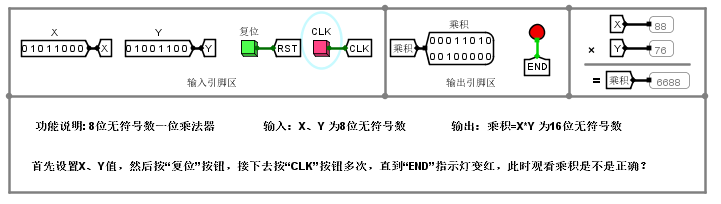 X
01011000
X
Y
01001100
Y
复位
RST
CLK
CLK
输入引脚区
乘积
乘积
00011010
00100000
END
输出引脚区
X
88
×
Y
76
=
乘积
6688
功能说明: 8位无符号数一位乘法器
输入: X、Y 为8位无符号数
输出: 乘积=X*Y 为16位无符号数
首先设置X、Y值，然后按“复位”按钮，接下去按“CLK”按钮多次，直到“END”指示灯变红，此时观看乘积是不是正确?